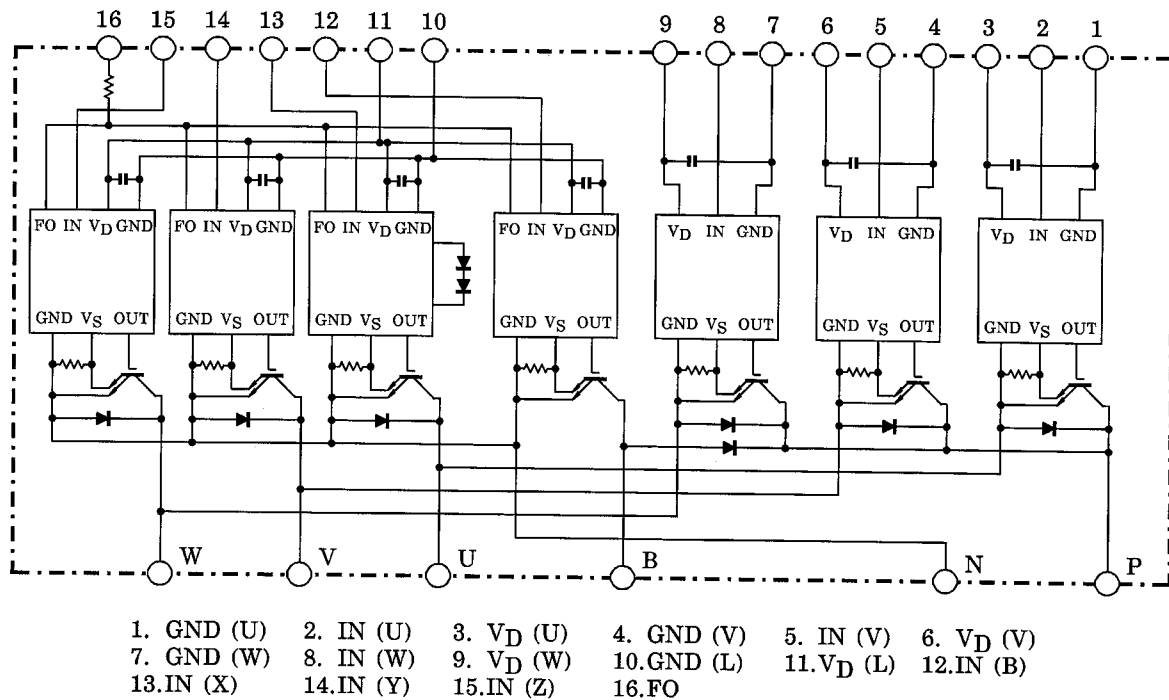 16 15 14 13 12 11 10 9 8 7 6 5 4 3 2 1
FO IN VD GND FO IN VD GND FO IN VD GND FO IN VD GND VD IN GND VD IN GND VD IN GND
GND VS OUT GND VS OUT GND VS OUT GND VS OUT GND VS OUT GND VS OUT GND VS OUT
W V U B N P
1. GND (U) 2. IN (U) 3. VD (U) 4. GND (V) 5. IN (V) 6. VD (V)
7. GND (W) 8. IN (W) 9. VD (W) 10.GND (L) 11.VD (L) 12.IN (B)
13.IN (X) 14.IN (Y) 15.IN (Z) 16.FO